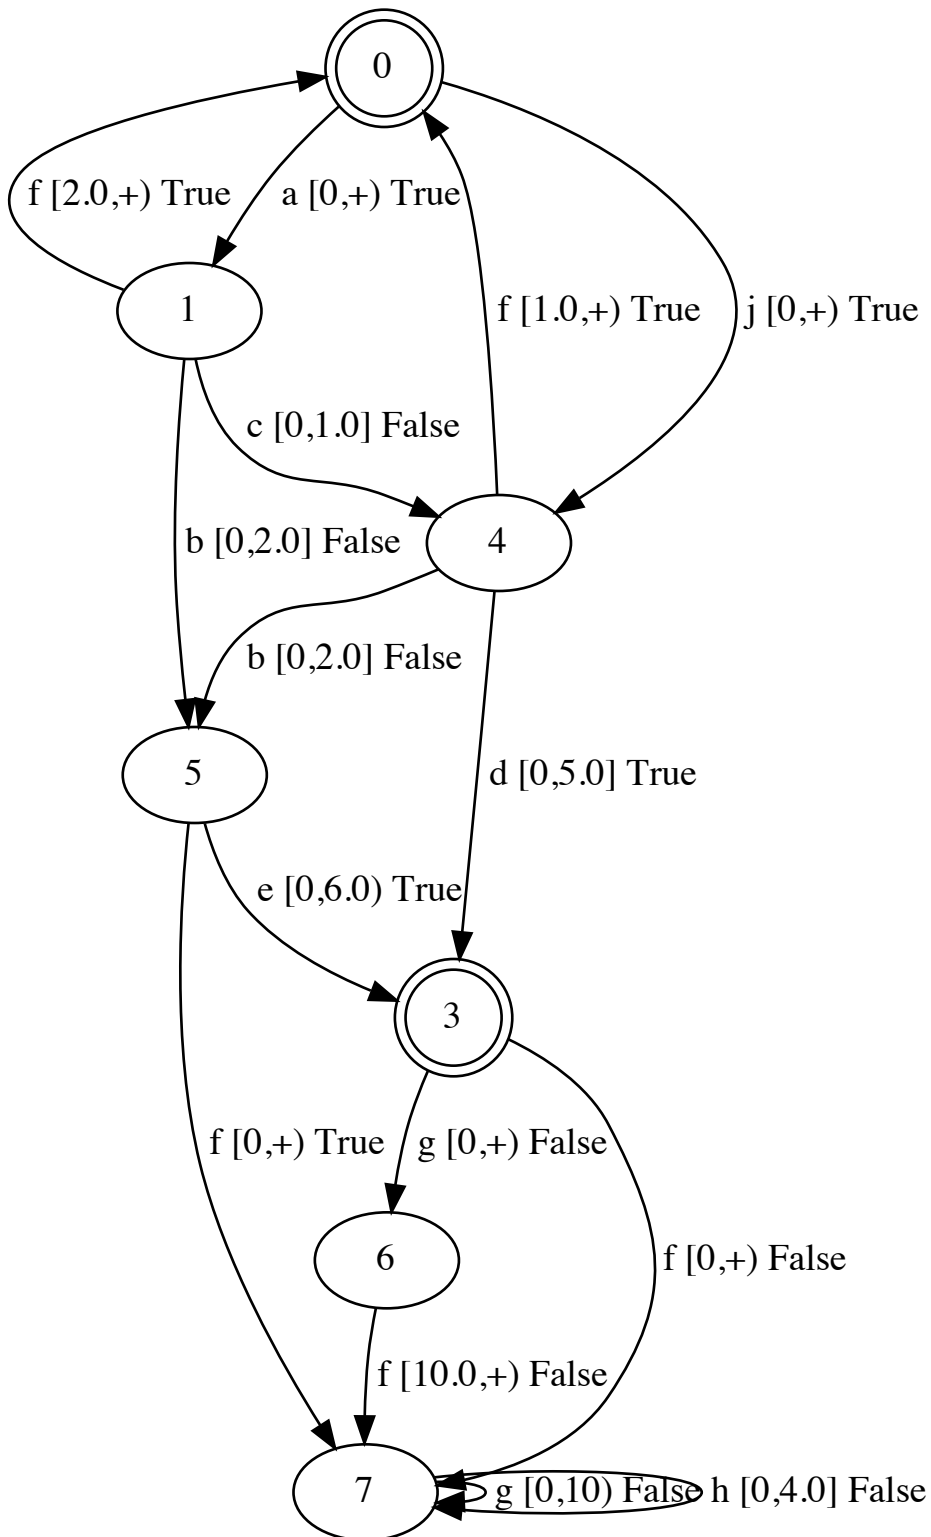 0
f [2.0,+) True
a [0,+) True
1
f [1.0,+) True
j [0,+) True
c [0,1.0] False
b [0,2.0] False
4
b [0,2.0] False
5
d [0,5.0] True
e [0,6.0) True
3
f [0,+) True
g [0,+) False
6
f [0,+) False
f [10.0,+) False
7
g [0,10) False
h [0,4.0] False